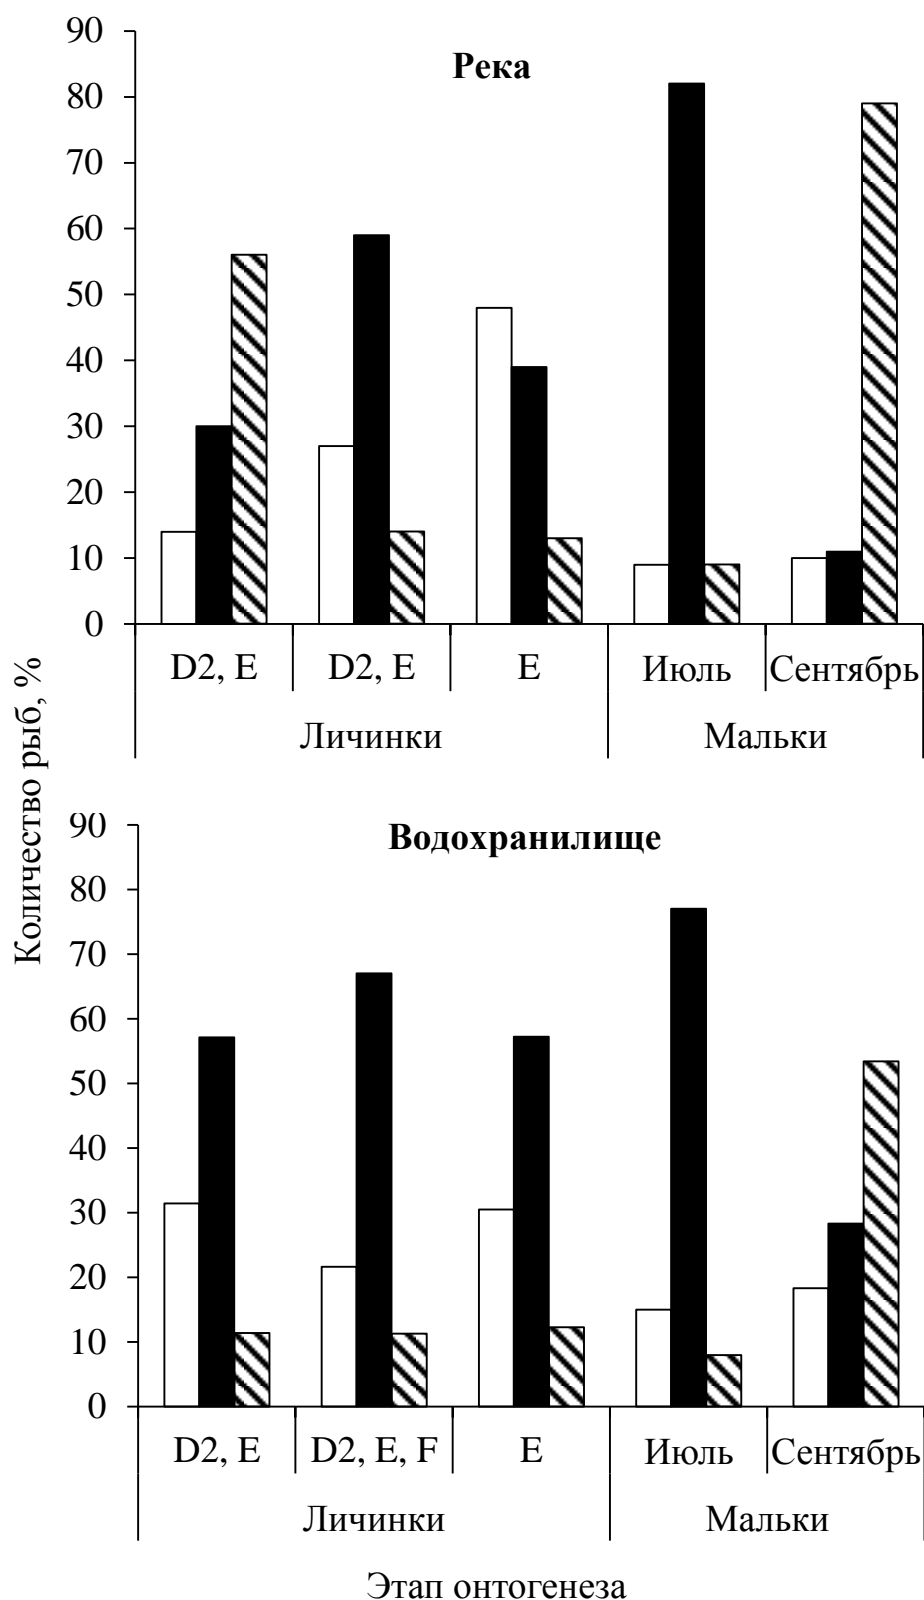 Река
90
80
70
60
50
40
30
20
10
0
D2, E D2, E E Июль Сентябрь
Личинки Мальки
Количество рыб, %
Водохранилище
90
80
70
60
50
40
30
20
10
0
D2, E D2, E, F E Июль Сентябрь
Личинки Мальки
Этап онтогенеза